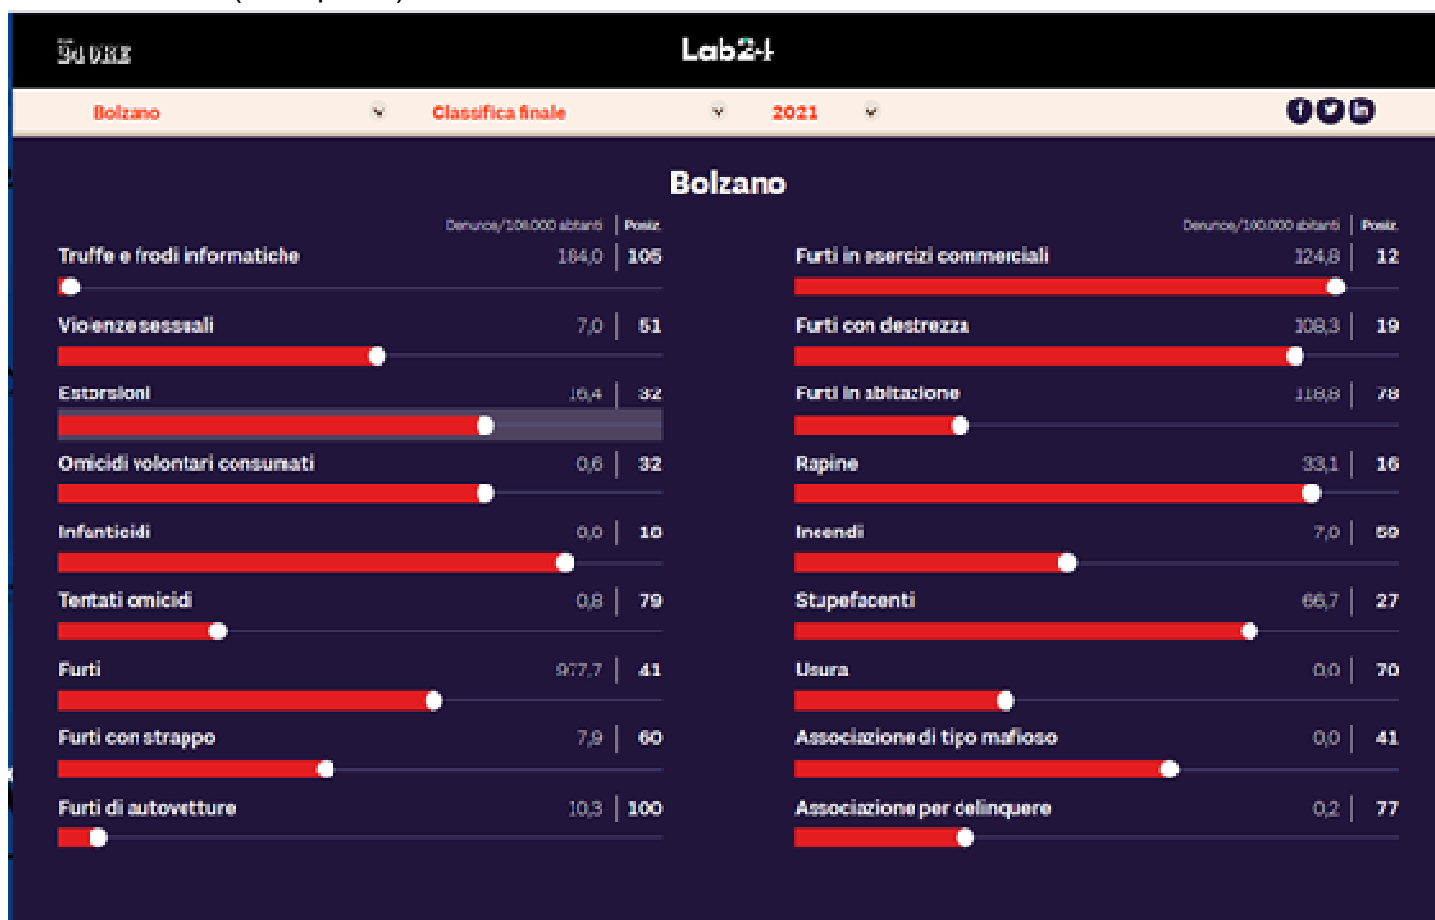 Lab24
Bolzano Classifica finale 2021
Bolzano
Denunce/100.000 abitanti Posiz.
Truffe e frodi informatiche 184,0 105
Violenze sessuali 7,0 51
Estorsioni 16,4 32
Omicidi volontari consumati 0,6 32
Infanticidi 0,0 10
Tentati omicidi 0,8 79
Furti 977,7 41
Furti con strappo 7,9 60
Furti di autovetture 10,3 100
Denunce/100.000 abitanti Posiz.
Furti in esercizi commerciali 124,8 12
Furti con destrezza 108,3 19
Furti in abitazione 118,8 78
Rapine 33,1 16
Incendi 7,0 59
Stupefacenti 66,7 27
Usura 0,0 70
Associazione di tipo mafioso 0,0 41
Associazione per delinquere 0,2 77